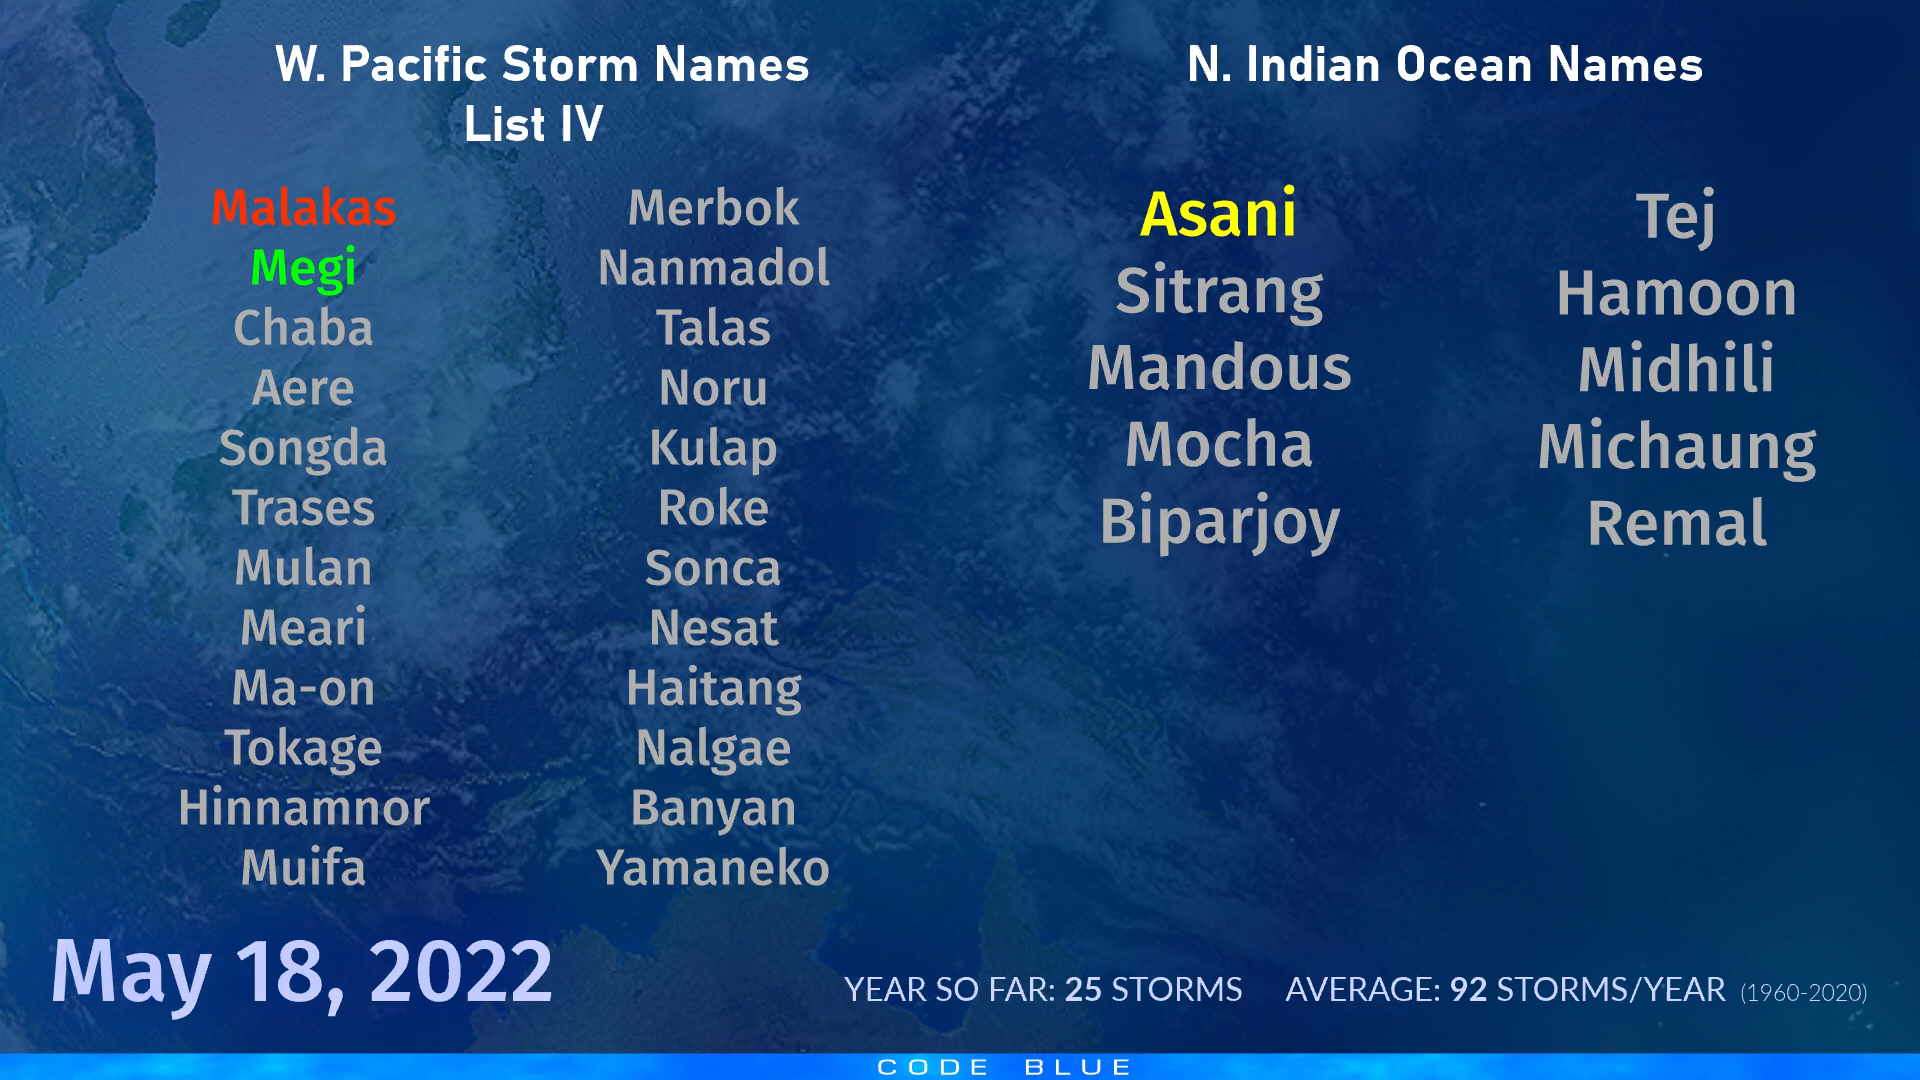 W. Pacific Storm Names
List IV
Malakas
Megi
Chaba
Aere
Songda
Trases
Mulan
Meari
Ma-on
Tokage
Hinnamnor
Muifa
Merbok
Nanmadol
Talas
Noru
Kulap
Roke
Sonca
Nesat
Haitang
Nalgae
Banyan
Yamaneko
N. Indian Ocean Names
Asani
Sitrang
Mandous
Mocha
Biparjoy
Tej
Hamoon
Midhili
Michaung
Remal
May 18, 2022
YEAR SO FAR: 25 STORMS AVERAGE: 92 STORMS/YEAR (1960-2020)
CODE BLUE